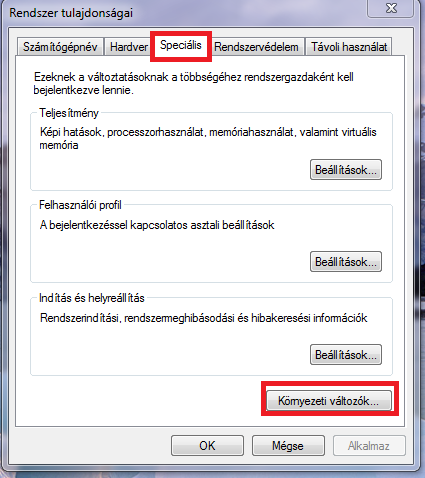 Rendszer tulajdonságai
Számítógépnév Hardver Speciális Rendszervédelem Távoli használat
Ezeknek a változtatásoknak a többségéhez rendszergazdaként kell
bejelentkezve lennie.
Teljesítmény
Képi hatások, processzorhasználat, memóriahasználat, valamint virtuális
memória
Beállítások...
Felhasználói profil
A bejelentkezéssel kapcsolatos asztali beállítások
Beállítások...
Indítás és helyreállítás
Rendszerindítási, rendszermeghibásodási és hibakeresési információk
Beállítások...
Környezeti változók...
OK Mégse Alkalmaz